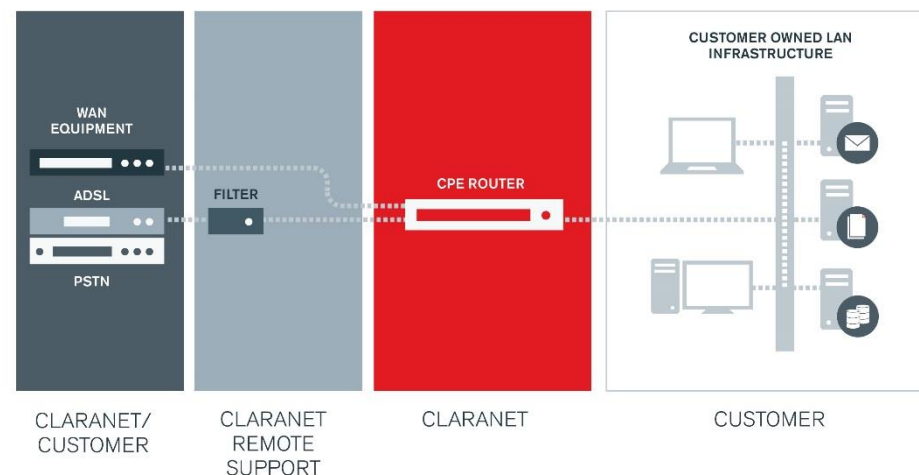 CUSTOMER OWNED LAN
INFRASTRUCTURE
WAN
EQUIPMENT
ADSL
PSTN
FILTER
CPE ROUTER
CLARANET/
CUSTOMER
CLARANET
REMOTE
SUPPORT
CLARANET
CUSTOMER